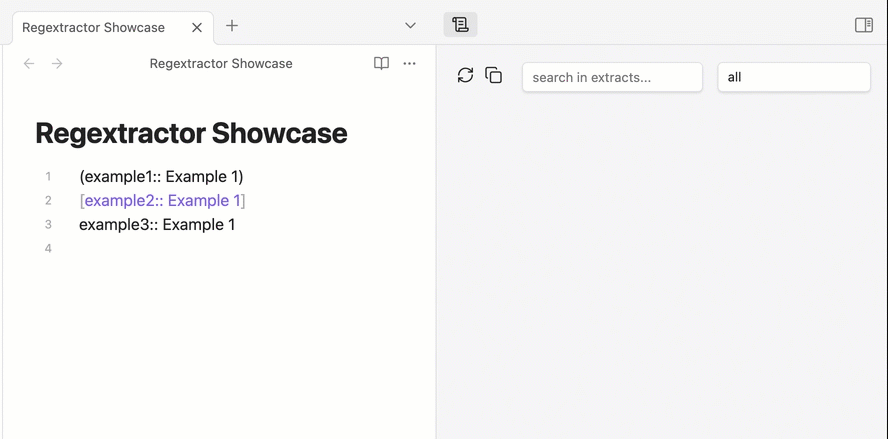 Regextractor Showcase
Regextractor Showcase
search in extracts...
all
Regextractor Showcase
1 (example1:: Example 1)
2 [example2:: Example 1]
3 example3:: Example 1
4